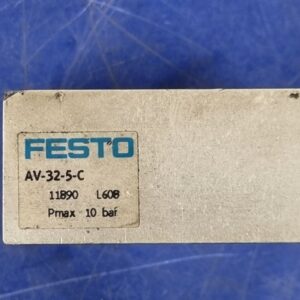 FESTO
AV-32-5-C
11890 L608
Pmax 10 bar